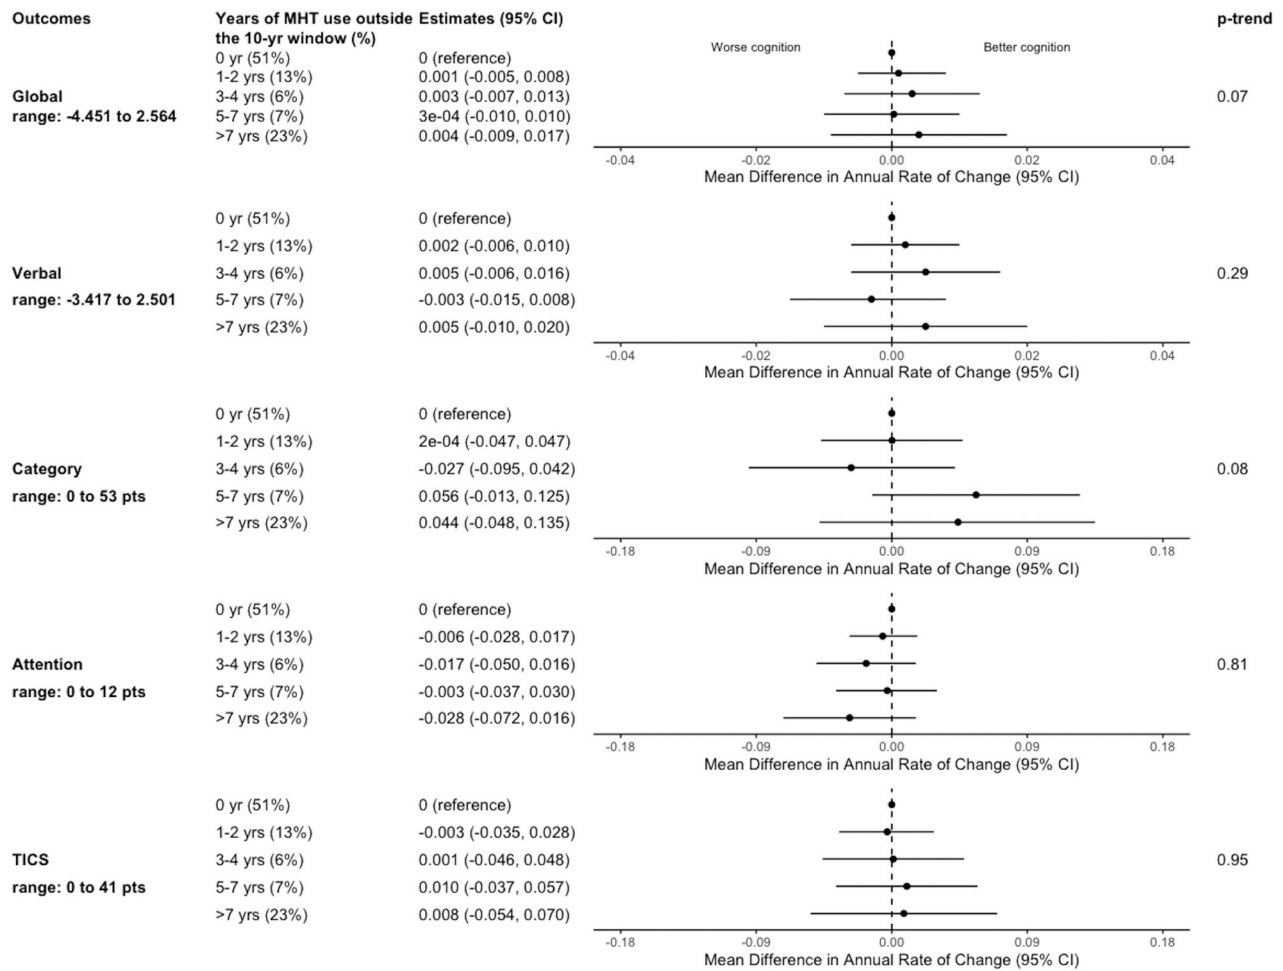 Outcomes Years of MHT use outside Estimates (95% CI) p-trend
the 10-yr window (%)
Worse cognition Better cognition
0 yr (51%) 0 (reference)
1-2 yrs (13%) 0.001 (-0.005, 0.008)
Global 3-4 yrs (6%) 0.003 (-0.007, 0.013) 0.07
range: -4.451 to 2.564 5-7 yrs (7%) 3e-04 (-0.010, 0.010)
>7 yrs (23%) 0.004 (-0.009, 0.017)
-0.04 -0.02 0.00 0.02 0.04
Mean Difference in Annual Rate of Change (95% CI)
0 yr (51%) 0 (reference)
1-2 yrs (13%) 0.002 (-0.006, 0.010)
Verbal 3-4 yrs (6%) 0.005 (-0.006, 0.016) 0.29
range: -3.417 to 2.501 5-7 yrs (7%) -0.003 (-0.015, 0.008)
>7 yrs (23%) 0.005 (-0.010, 0.020)
-0.04 -0.02 0.00 0.02 0.04
Mean Difference in Annual Rate of Change (95% CI)
0 yr (51%) 0 (reference)
1-2 yrs (13%) 2e-04 (-0.047, 0.047)
Category 3-4 yrs (6%) -0.027 (-0.095, 0.042) 0.08
range: 0 to 53 pts 5-7 yrs (7%) 0.056 (-0.013, 0.125)
>7 yrs (23%) 0.044 (-0.048, 0.135)
-0.18 -0.09 0.00 0.09 0.18
Mean Difference in Annual Rate of Change (95% CI)
0 yr (51%) 0 (reference)
1-2 yrs (13%) -0.006 (-0.028, 0.017)
Attention 3-4 yrs (6%) -0.017 (-0.050, 0.016) 0.81
range: 0 to 12 pts 5-7 yrs (7%) -0.003 (-0.037, 0.030)
>7 yrs (23%) -0.028 (-0.072, 0.016)
-0.18 -0.09 0.00 0.09 0.18
Mean Difference in Annual Rate of Change (95% CI)
0 yr (51%) 0 (reference)
1-2 yrs (13%) -0.003 (-0.035, 0.028)
TICS 3-4 yrs (6%) 0.001 (-0.046, 0.048) 0.95
range: 0 to 41 pts 5-7 yrs (7%) 0.010 (-0.037, 0.057)
>7 yrs (23%) 0.008 (-0.054, 0.070)
-0.18 -0.09 0.00 0.09 0.18
Mean Difference in Annual Rate of Change (95% CI)